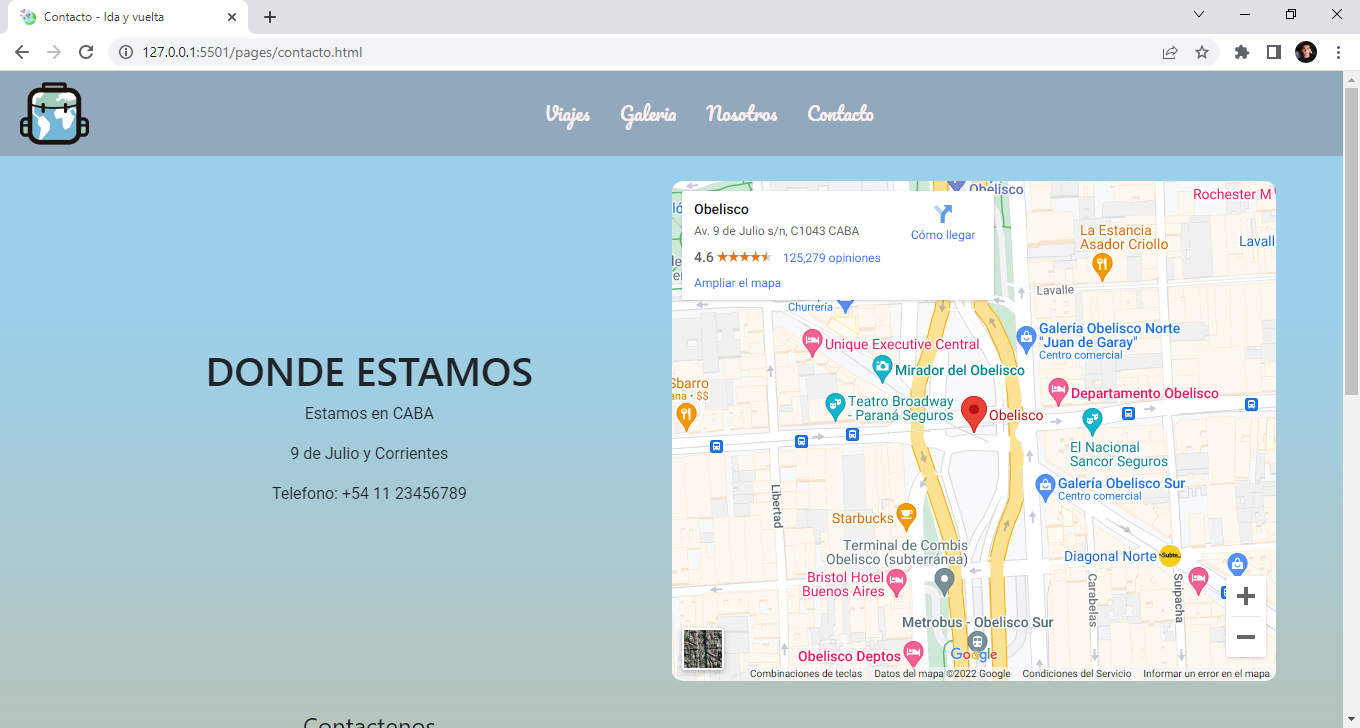 Contacto - Ida y vuelta
127.0.0.1:5501/pages/contacto.html
Viajes Galeria Nosotros Contacto
DONDE ESTAMOS
Estamos en CABA
9 de Julio y Corrientes
Telefono: +54 11 23456789
Contactenos
Obelisco
Av. 9 de Julio s/n, C1043 CABA
4.6 125,279 opiniones
Ampliar el mapa
Cómo llegar
Obelisco
Rochester M
La Estancia
Asador Criollo
Lavall
Lavalle
Churrería
Galería Obelisco Norte
"Juan de Garay"
Centro comercial
Unique Executive Central
Mirador del Obelisco
Sbarro
ana • $$
Departamento Obelisco
Teatro Broadway
- Paraná Seguros
Obelisco
El Nacional
Sancor Seguros
Galería Obelisco Sur
Centro comercial
Libertad
Starbucks
Terminal de Combis
Obelisco (subterránea)
Diagonal Norte
Subte
Bristol Hotel
Buenos Aires
Carabelas
Suipacha
Metrobus - Obelisco Sur
Obelisco Deptos
Google
Combinaciones de teclas Datos del mapa ©2022 Google Condiciones del Servicio Informar un error en el mapa